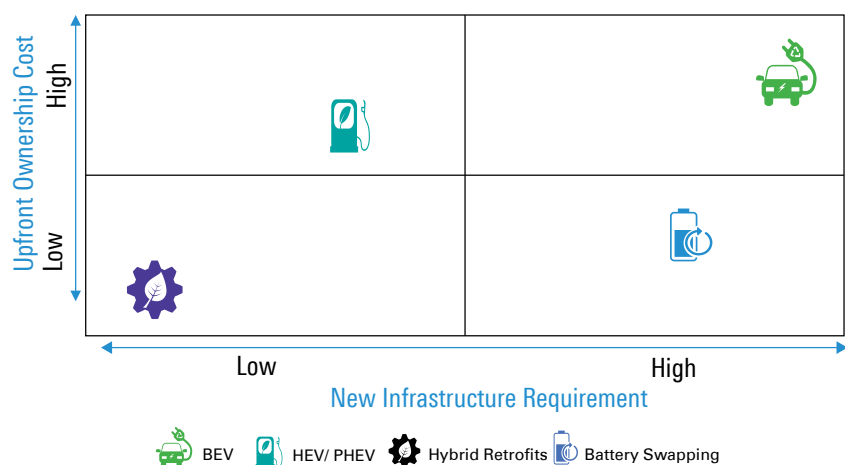 Upfront Ownership Cost
High
Low
Low
High
New Infrastructure Requirement
BEV
HEV/ PHEV
Hybrid Retrofits
Battery Swapping